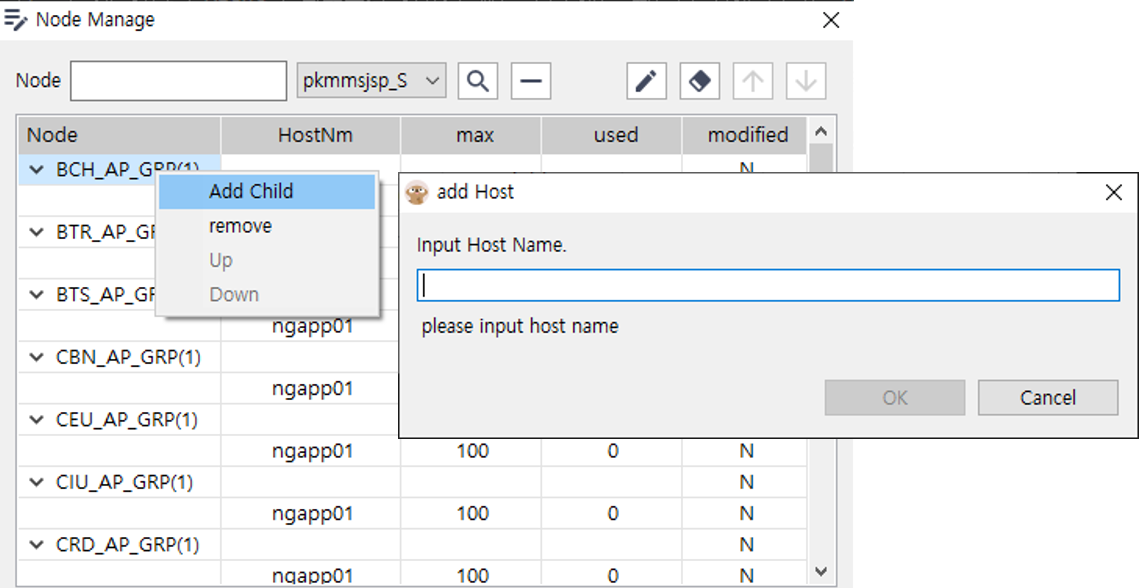 Node Manage
Node pkmmsjsp_S
Node HostNm max used modified
BCH_AP_GRP(1) N
Add Child
remove
Up
Down
add Host
Input Host Name.
please input host name
OK Cancel
BTR_AP_GR
BTS_AP_GR
ngapp01
CBN_AP_GRP(1)
ngapp01
CEU_AP_GRP(1)
ngapp01 100 0 N
CIU_AP_GRP(1) N
ngapp01 100 0 N
CRD_AP_GRP(1) N
ngapp01 100 0 N